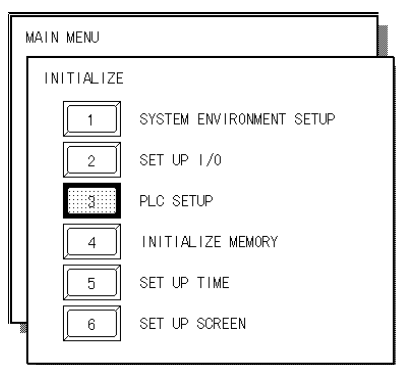 MAIN MENU
INITIALIZE
1 SYSTEM ENVIRONMENT SETUP
2 SET UP I/O
3 PLC SETUP
4 INITIALIZE MEMORY
5 SET UP TIME
6 SET UP SCREEN